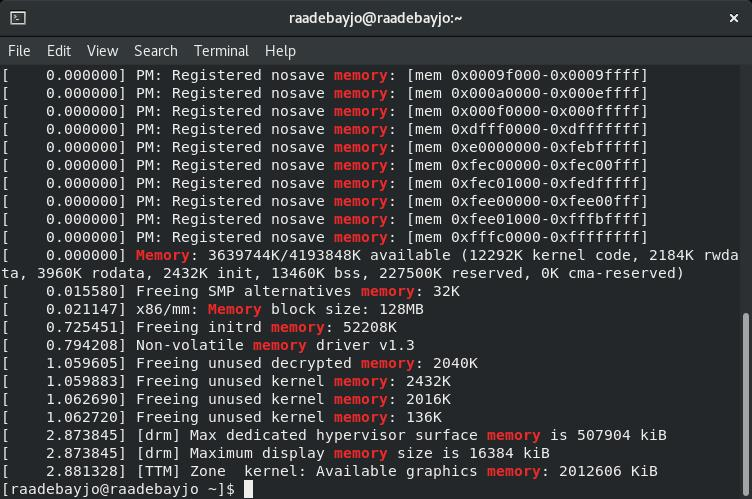 raadebayjo@raadebayjo:~
File Edit View Search Terminal Help
[    0.000000] PM: Registered nosave memory: [mem 0x0009f000-0x0009ffff]
[    0.000000] PM: Registered nosave memory: [mem 0x000a0000-0x000effff]
[    0.000000] PM: Registered nosave memory: [mem 0x000f0000-0x000fffff]
[    0.000000] PM: Registered nosave memory: [mem 0xdfff0000-0xdfffffff]
[    0.000000] PM: Registered nosave memory: [mem 0xe0000000-0xfebfffff]
[    0.000000] PM: Registered nosave memory: [mem 0xfec00000-0xfec00fff]
[    0.000000] PM: Registered nosave memory: [mem 0xfec01000-0xfedfffff]
[    0.000000] PM: Registered nosave memory: [mem 0xfee00000-0xfee00fff]
[    0.000000] PM: Registered nosave memory: [mem 0xfee01000-0xfffbffff]
[    0.000000] PM: Registered nosave memory: [mem 0xfffc0000-0xffffffff]
[    0.000000] Memory: 3639744K/4193848K available (12292K kernel code, 2184K rwda
ta, 3960K rodata, 2432K init, 13460K bss, 227500K reserved, 0K cma-reserved)
[    0.015580] Freeing SMP alternatives memory: 32K
[    0.021147] x86/mm: Memory block size: 128MB
[    0.725451] Freeing initrd memory: 52208K
[    0.794208] Non-volatile memory driver v1.3
[    1.059605] Freeing unused decrypted memory: 2040K
[    1.059883] Freeing unused kernel memory: 2432K
[    1.062690] Freeing unused kernel memory: 2016K
[    1.062720] Freeing unused kernel memory: 136K
[    2.873845] [drm] Max dedicated hypervisor surface memory is 507904 kiB
[    2.873845] [drm] Maximum display memory size is 16384 kiB
[    2.881328] [TTM] Zone  kernel: Available graphics memory: 2012606 KiB
[raadebayjo@raadebayjo ~]$